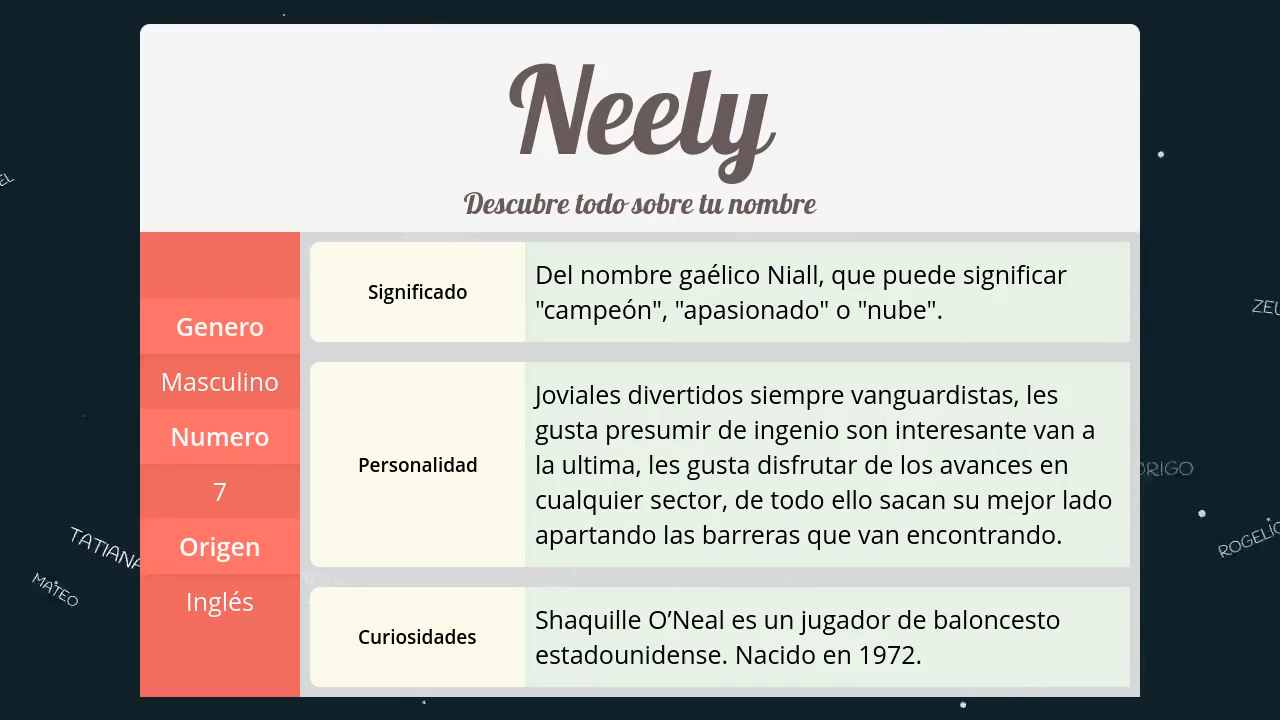 Neely
Descubre todo sobre tu nombre
Genero
Masculino
Numero
7
Origen
Inglés
Significado
Del nombre gaélico Niall, que puede significar
"campeón", "apasionado" o "nube".
Personalidad
Joviales divertidos siempre vanguardistas, les
gusta presumir de ingenio son interesante van a
la ultima, les gusta disfrutar de los avances en
cualquier sector, de todo ello sacan su mejor lado
apartando las barreras que van encontrando.
Curiosidades
Shaquille O’Neal es un jugador de baloncesto
estadounidense. Nacido en 1972.
TATIANA
MATEO